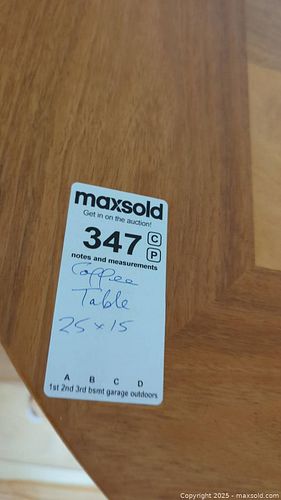 maxsold
Get in on the auction!
347 C
P
notes and measurements
Coffee
Table
25 x 15
A B C D
1st 2nd 3rd bsmt garage outdoors
Copyright © 2025 - maxsold.com